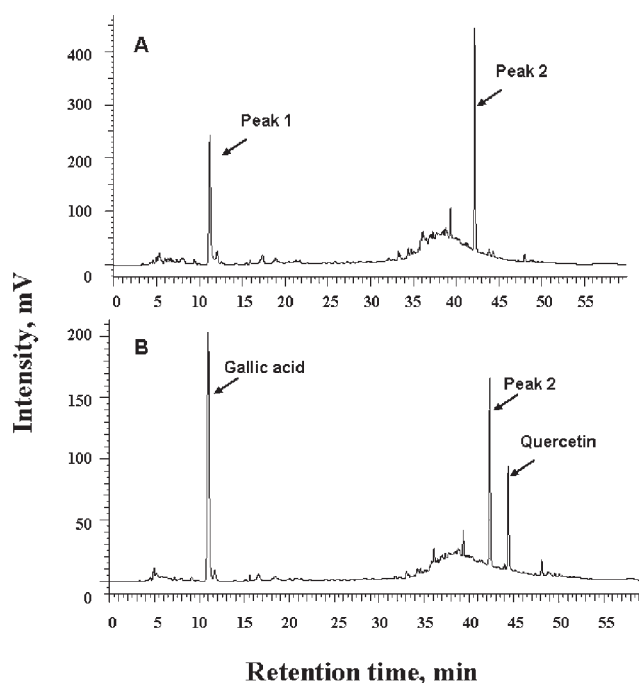 A
Peak 1
Peak 2
400
300
200
100
0
0 5 10 15 20 25 30 35 40 45 50
B
Gallic acid
Peak 2
Quercetin
200
150
100
50
0
0 5 10 15 20 25 30 35 40 45 50 55
Intensity, mV
Retention time, min